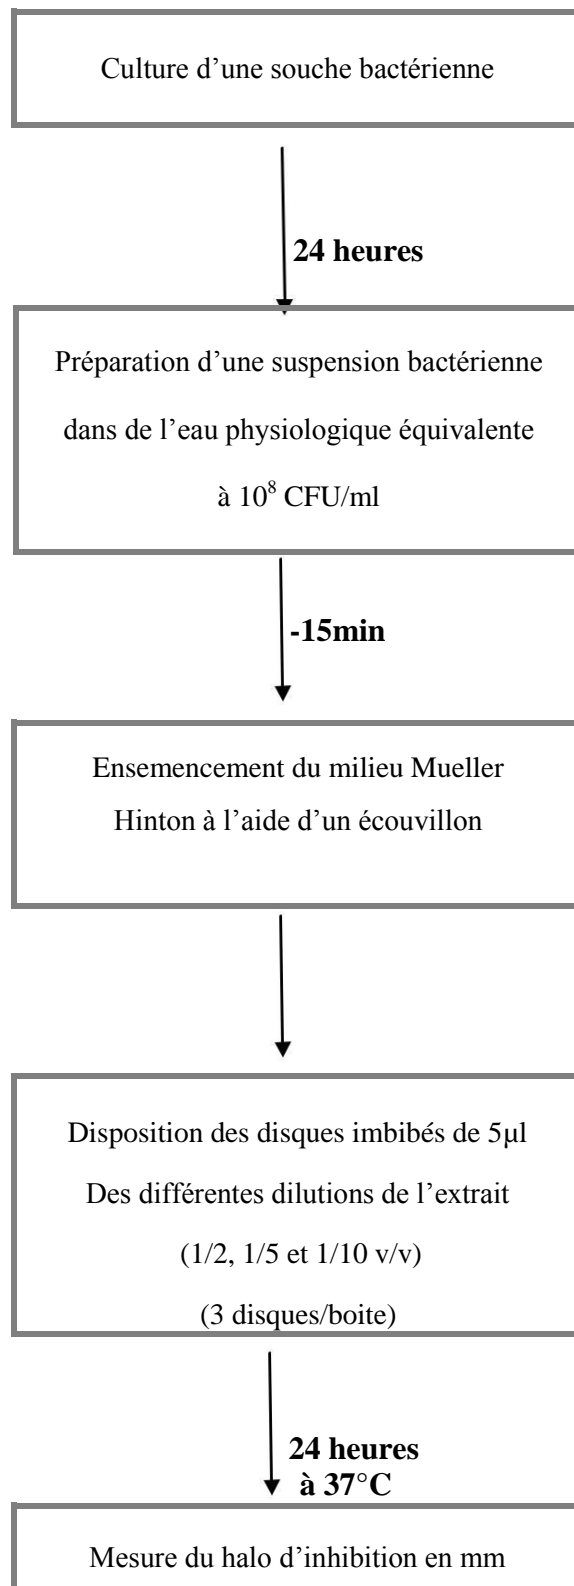 Culture d’une souche bactérienne
24 heures
Préparation d’une suspension bactérienne
dans de l’eau physiologique équivalente
à 10⁸ CFU/ml
-15min
Ensemencement du milieu Mueller
Hinton à l’aide d’un écouvillon
Disposition des disques imbibés de 5µl
Des différentes dilutions de l’extrait
(1/2, 1/5 et 1/10 v/v)
(3 disques/boite)
24 heures
à 37°C
Mesure du halo d’inhibition en mm